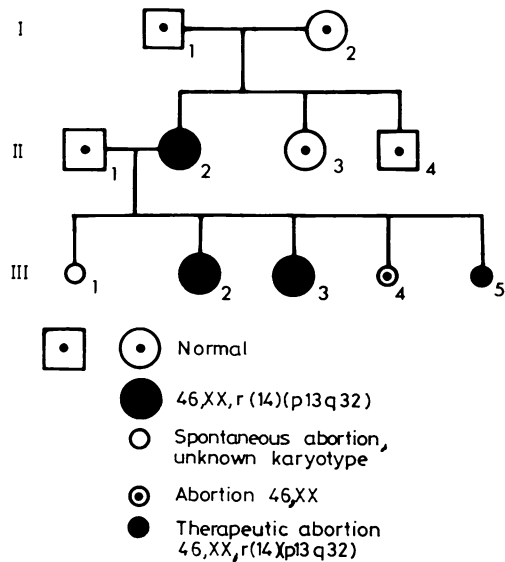 I
1
2
II
1
2
3
4
III
1
2
3
4
5
Normal
46,XX,r(14)(p13q32)
Spontaneous abortion,
unknown karyotype
Abortion 46,XX
Therapeutic abortion
46,XX,r(14)(p13q32)